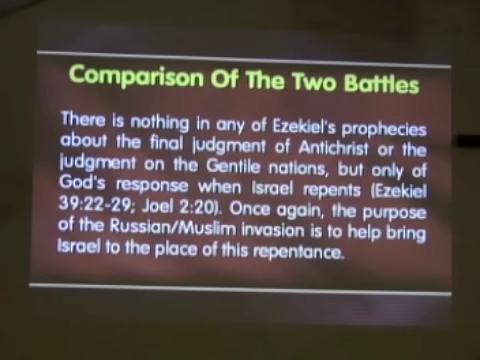 Comparison Of The Two Battles
There is nothing in any of Ezekiel's prophecies
about the final judgment of Antichrist or the
judgment on the Gentile nations, but only of
God's response when Israel repents (Ezekiel
39:22-29; Joel 2:20). Once again, the purpose
of the Russian/Muslim invasion is to help bring
Israel to the place of this repentance.